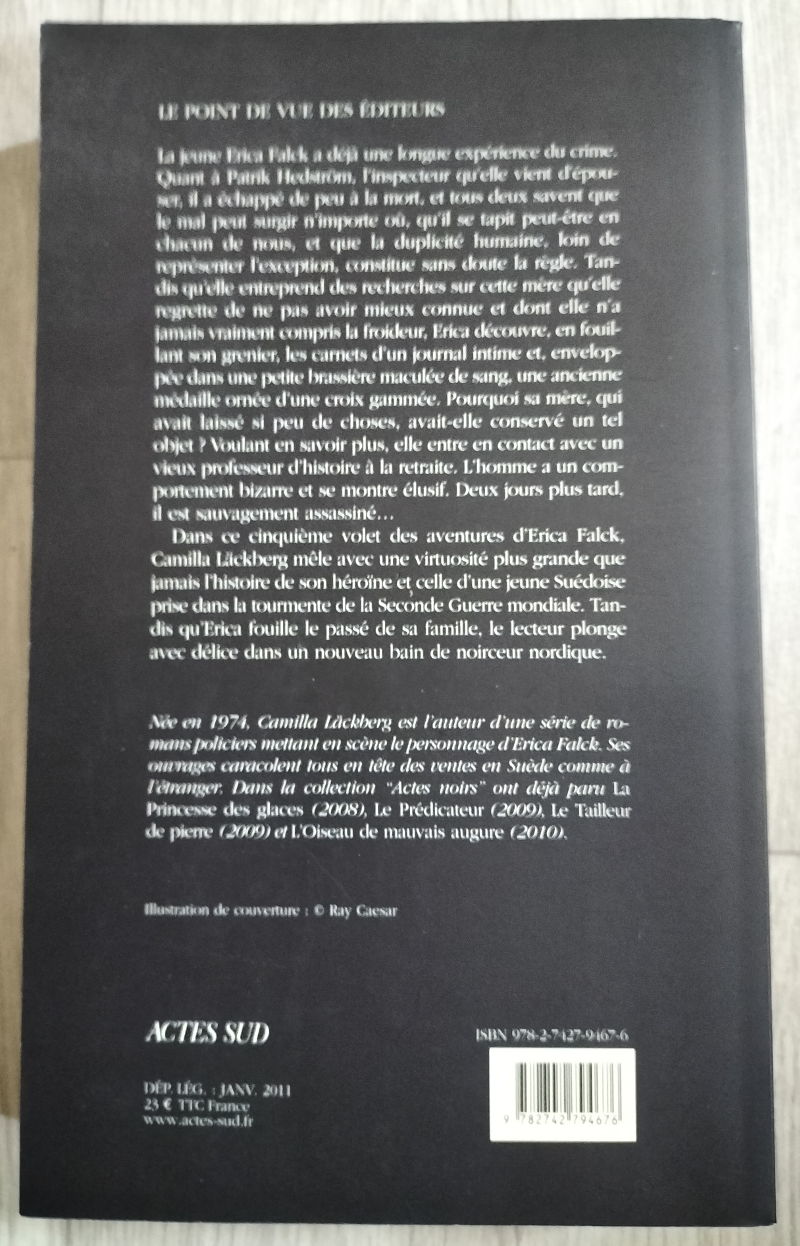 LE POINT DE VUE DES ÉDITEURS
La jeune Erica Falck a déjà une longue expérience du crime.
Quant à Patrik Hedström, l'inspecteur qu'elle vient d'épou-
ser, il a échappé de peu à la mort, et tous deux savent que
le mal peut surgir n'importe où, qu'il se tapit peut-être en
chacun de nous, et que la duplicité humaine, loin de
représenter l'exception, constitue sans doute la règle. Tan-
dis qu'elle entreprend des recherches sur cette mère qu'elle
regrette de ne pas avoir mieux connue et dont elle n'a
jamais vraiment compris la froideur, Erica découvre, en fouil-
lant son grenier, les carnets d'un journal intime et, envelop-
pée dans une petite brassière maculée de sang, une ancienne
médaille ornée d'une croix gammée. Pourquoi sa mère, qui
avait laissé si peu de choses, avait-elle conservé un tel
objet ? Voulant en savoir plus, elle entre en contact avec un
vieux professeur d'histoire à la retraite. L'homme a un com-
portement bizarre et se montre élusif. Deux jours plus tard,
il est sauvagement assassiné…
Dans ce cinquième volet des aventures d'Erica Falck,
Camilla Läckberg mêle avec une virtuosité plus grande que
jamais l'histoire de son héroïne et celle d'une jeune Suédoise
prise dans la tourmente de la Seconde Guerre mondiale. Tan-
dis qu'Erica fouille le passé de sa famille, le lecteur plonge
avec délice dans un nouveau bain de noirceur nordique.
Née en 1974, Camilla Läckberg est l'auteur d'une série de ro-
mans policiers mettant en scène le personnage d'Erica Falck. Ses
ouvrages caracolent tous en tête des ventes en Suède comme à
l'étranger. Dans la collection "Actes noirs" ont déjà paru La
Princesse des glaces (2008), Le Prédicateur (2009), Le Tailleur
de pierre (2009) et L'Oiseau de mauvais augure (2010).
Illustration de couverture : © Ray Caesar
ACTES SUD
ISBN 978-2-7427-9467-6
DÉP. LÉG. : JANV. 2011
23 € TTC France
www.actes-sud.fr
9 782742 794676